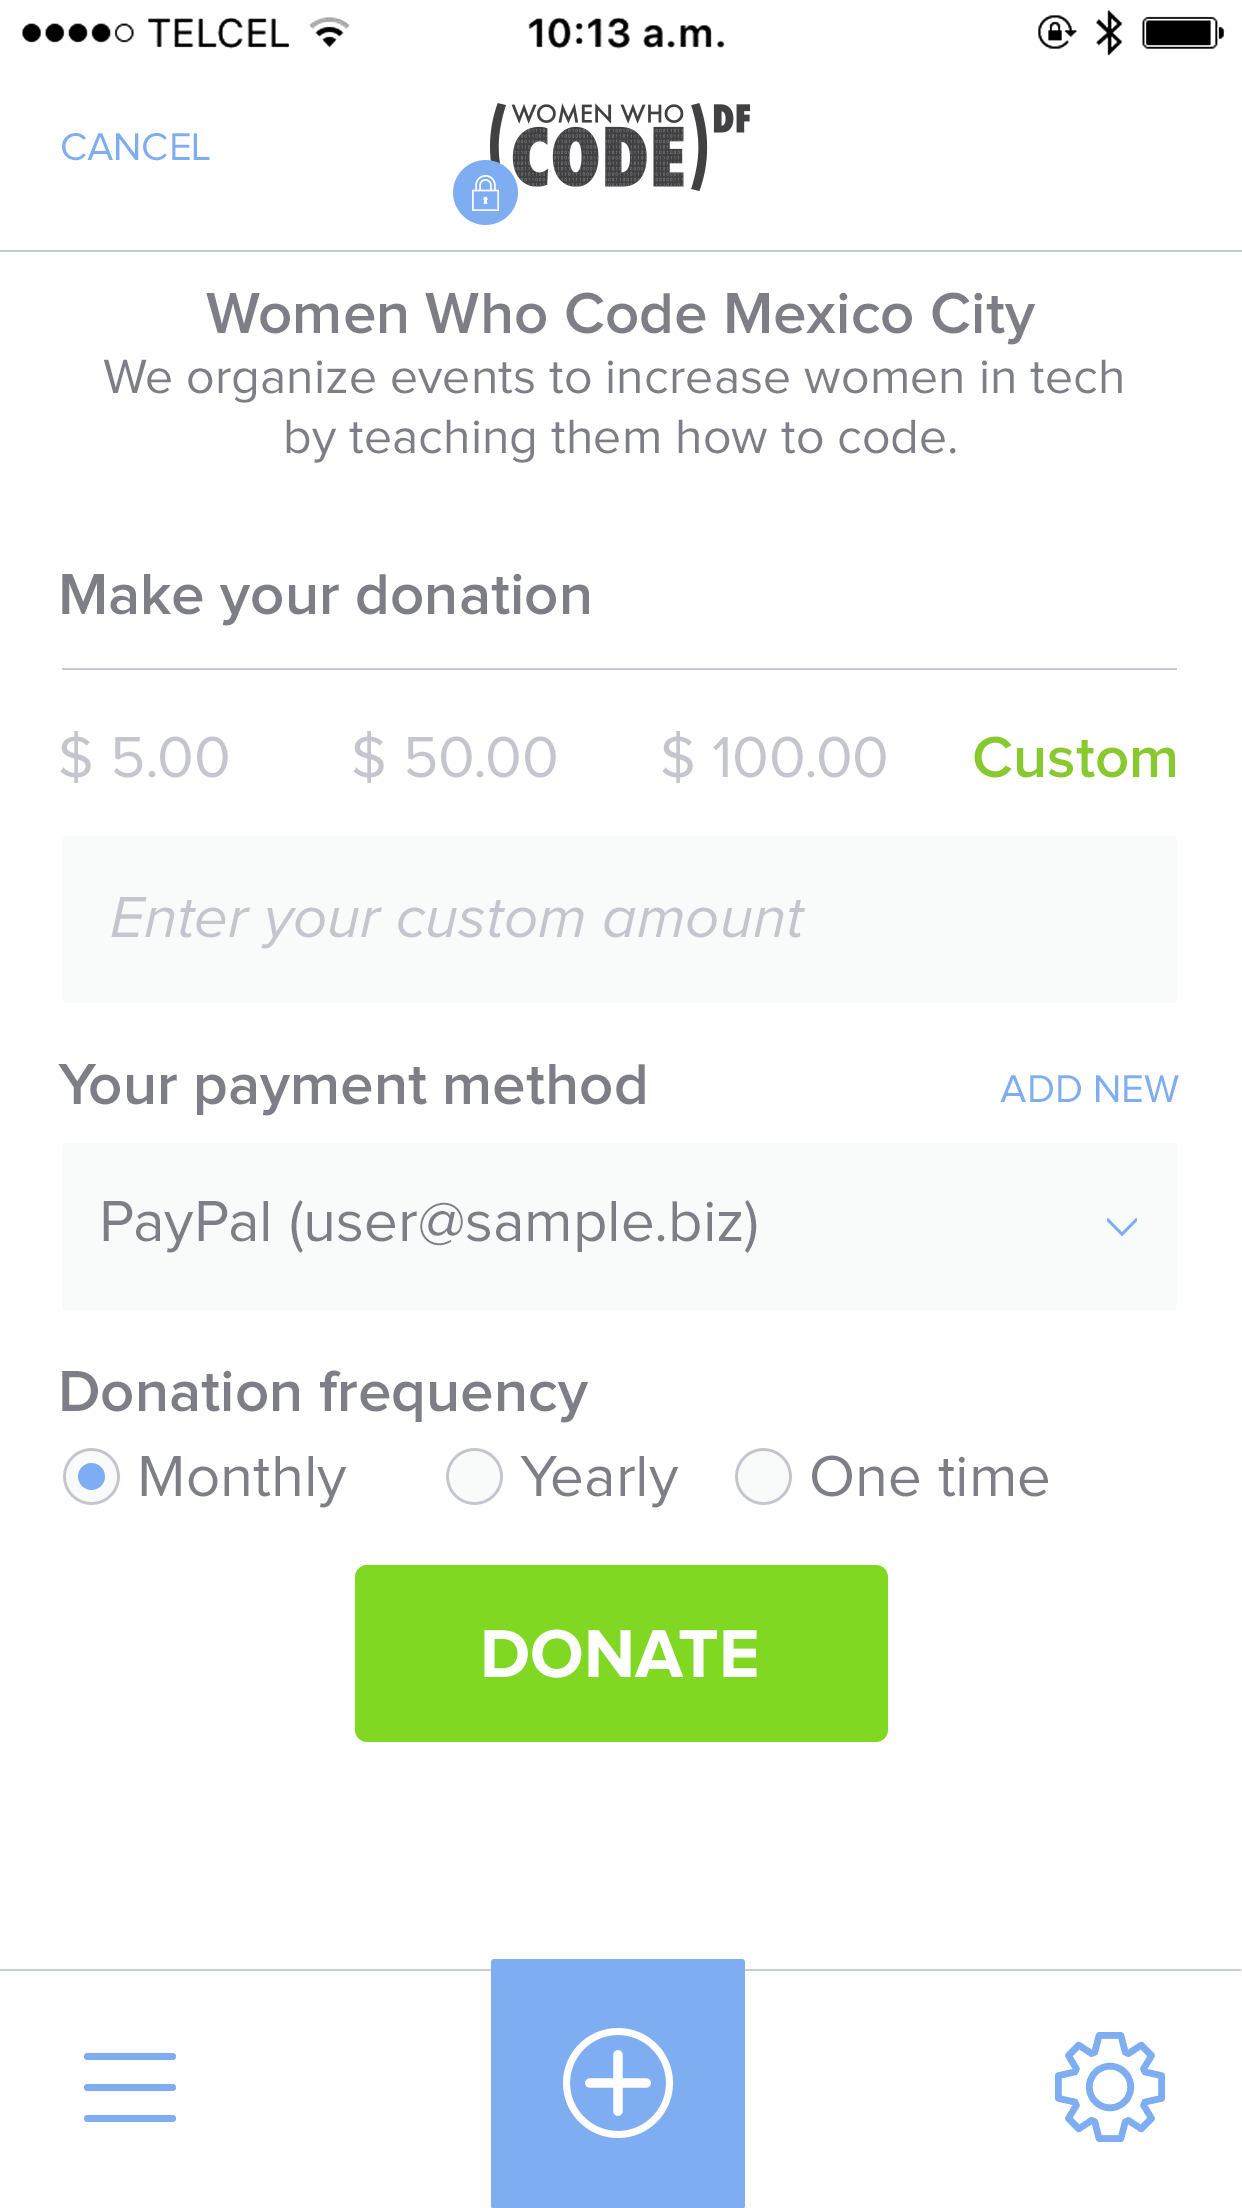 TELCEL 10:13 a.m.
CANCEL
WOMEN WHO
CODE DF
Women Who Code Mexico City
We organize events to increase women in tech
by teaching them how to code.
Make your donation
$ 5.00 $ 50.00 $ 100.00 Custom
Enter your custom amount
Your payment method ADD NEW
PayPal (user@sample.biz)
Donation frequency
Monthly Yearly One time
DONATE